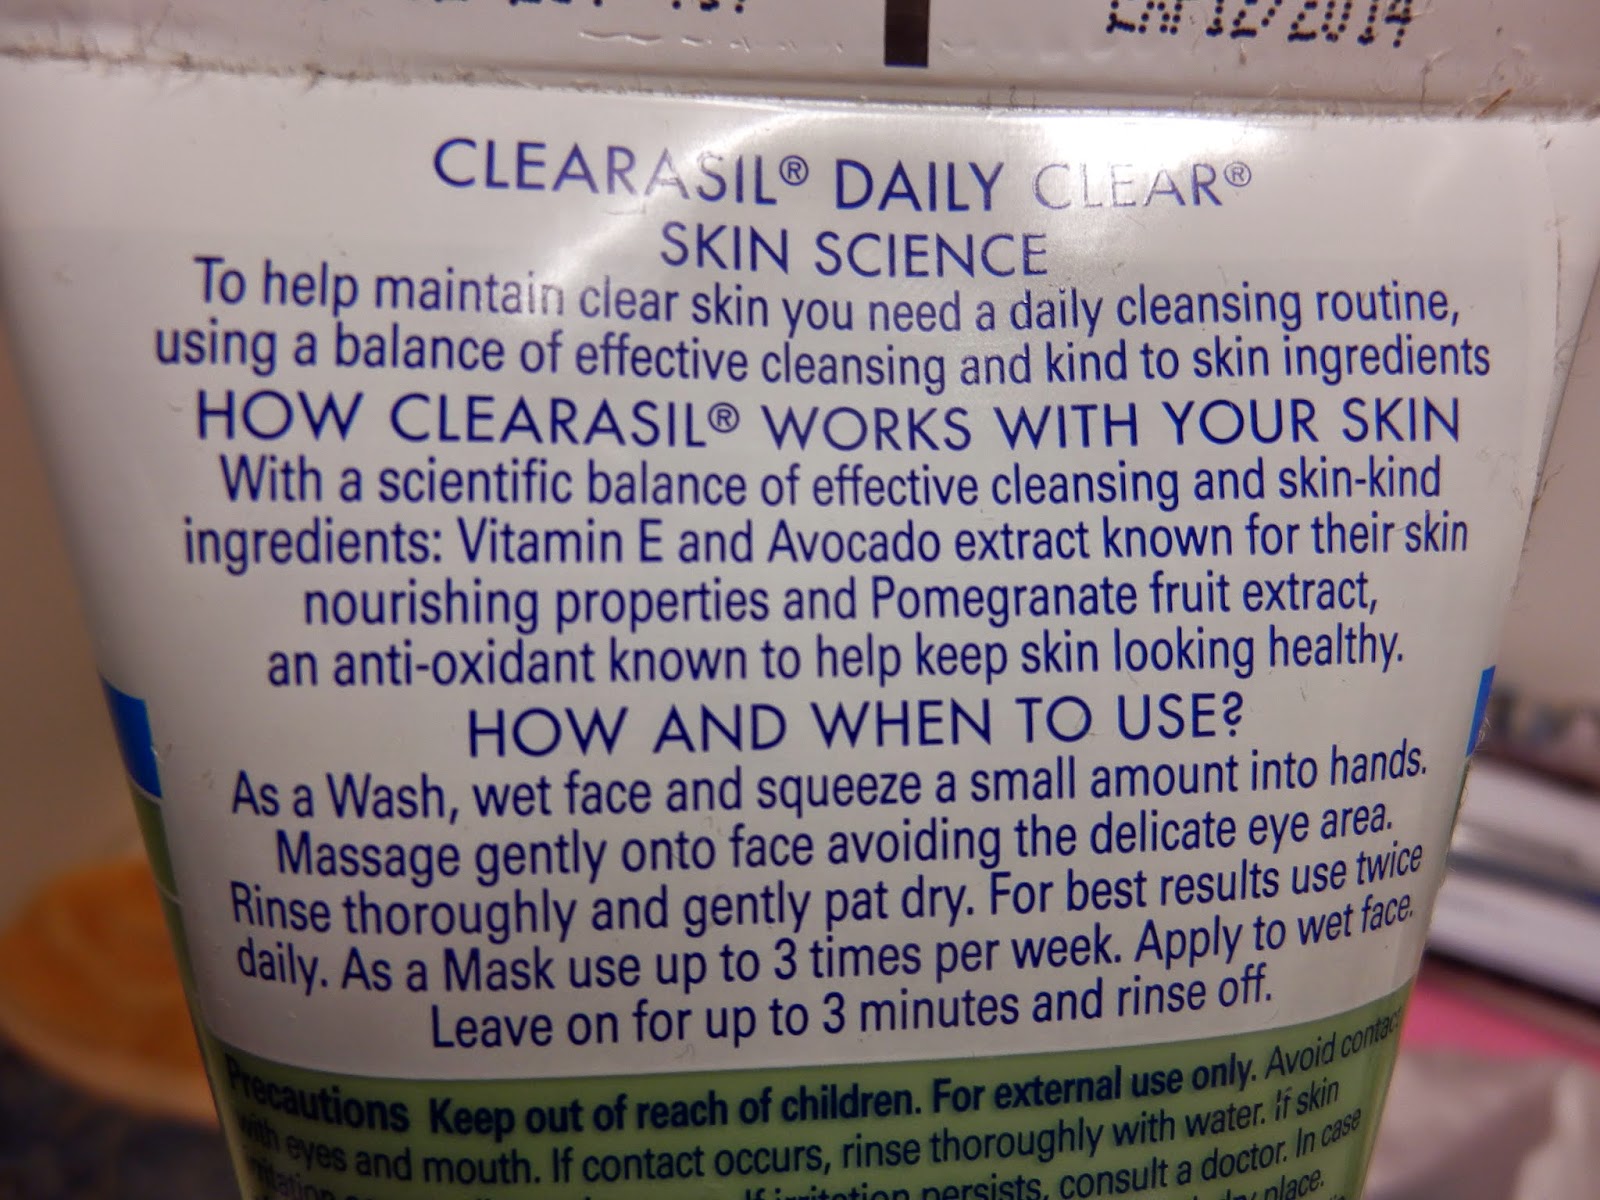 12/2014
CLEARASIL® DAILY CLEAR®
SKIN SCIENCE
To help maintain clear skin you need a daily cleansing routine,
using a balance of effective cleansing and kind to skin ingredients
HOW CLEARASIL® WORKS WITH YOUR SKIN
With a scientific balance of effective cleansing and skin-kind
ingredients: Vitamin E and Avocado extract known for their skin
nourishing properties and Pomegranate fruit extract,
an anti-oxidant known to help keep skin looking healthy.
HOW AND WHEN TO USE?
As a Wash, wet face and squeeze a small amount into hands.
Massage gently onto face avoiding the delicate eye area.
Rinse thoroughly and gently pat dry. For best results use twice
daily. As a Mask use up to 3 times per week. Apply to wet face.
Leave on for up to 3 minutes and rinse off.
Precautions Keep out of reach of children. For external use only. Avoid contact
with eyes and mouth. If contact occurs, rinse thoroughly with water. If skin
If irritation persists, consult a doctor. In case
place.